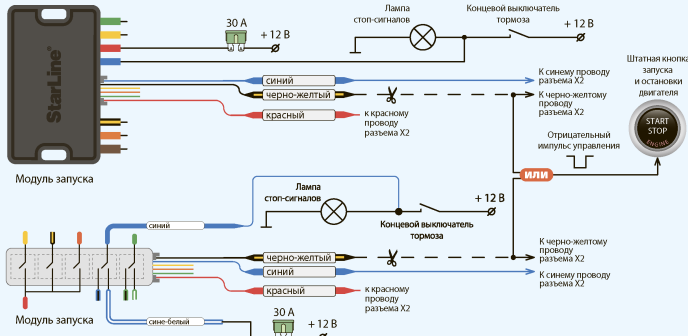 30 А
+ 12 В
Лампа
стоп-сигналов
Концевой выключатель
тормоза
+ 12 В
StarLine®
синий
черно-желтый
красный
К синему проводу
разъема X2
К черно-желтому
проводу
разъема X2
к красному
проводу
разъема X2
Штатная кнопка
запуска
и остановки
двигателя
START
STOP
ENGINE
Отрицательный
импульс управления
ИЛИ
Модуль запуска
Лампа
стоп-сигналов
+ 12 В
Концевой выключатель
тормоза
синий
черно-желтый
синий
красный
К черно-желтому
проводу
разъема X2
К синему проводу
разъема X2
к красному
проводу
разъема X2
Модуль запуска
сине-белый
30 А
+ 12 В